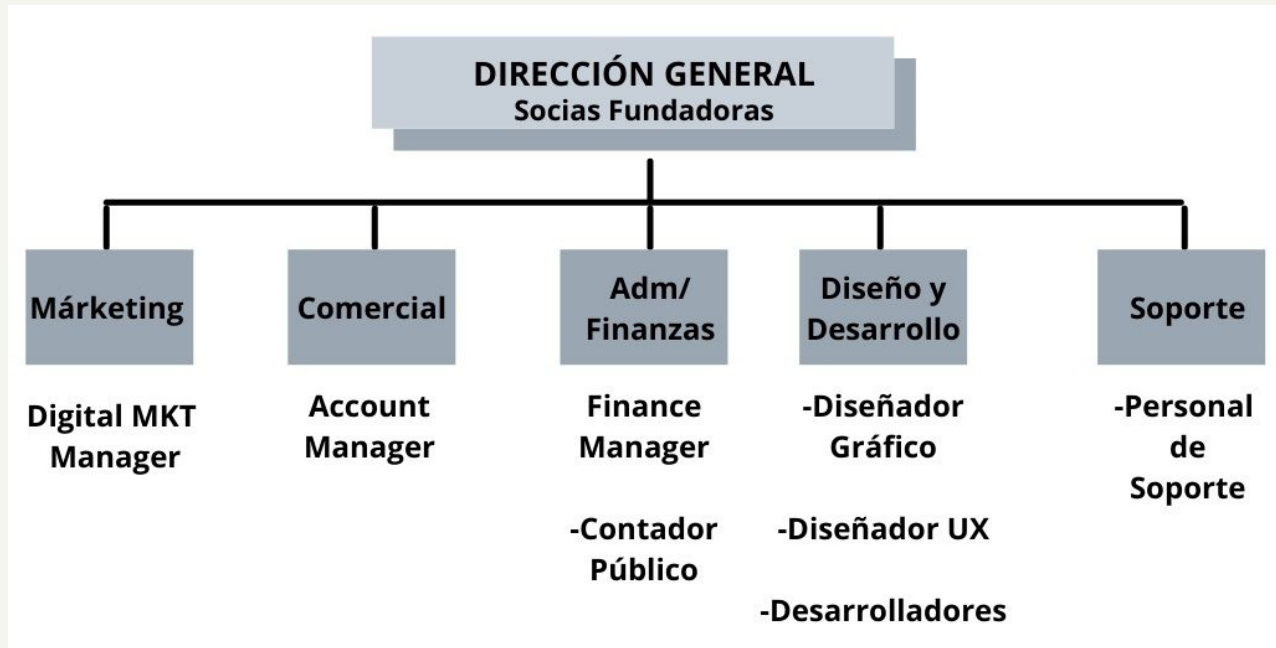 DIRECCIÓN GENERAL
Socias Fundadoras
Márketing
Comercial
Adm/
Finanzas
Diseño y
Desarrollo
Soporte
Digital MKT
Manager
Account
Manager
Finance
Manager
-Contador
Público
-Diseñador
Gráfico
-Diseñador UX
-Desarrolladores
-Personal
de
Soporte